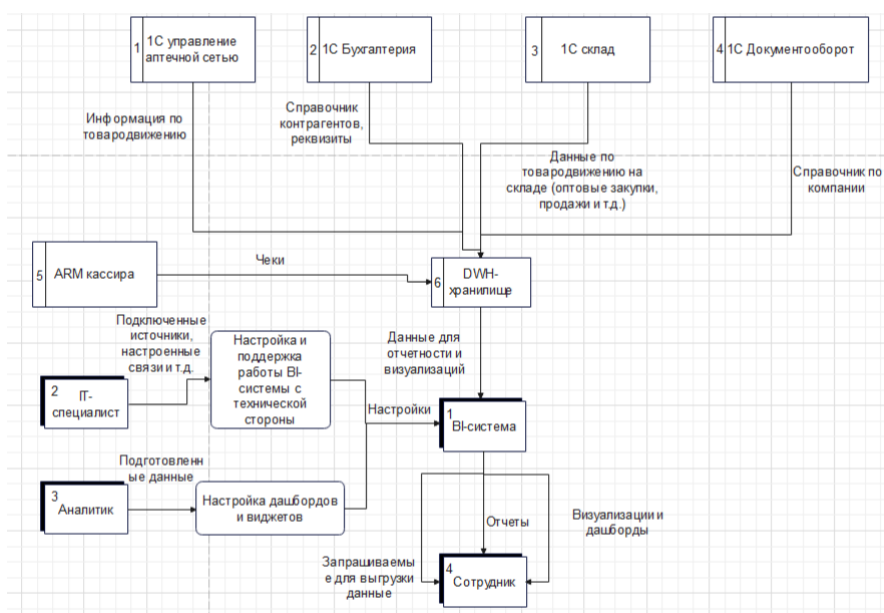 1
1С управление
аптечной сетью
2
1С Бухгалтерия
3
1С склад
4
1С Документооборот
Информация по
товародвижению
Справочник
контрагентов,
реквизиты
Данные по
товародвижению на
складе (оптовые закупки,
продажи и т.д.)
Справочник по
компании
5
ARM кассира
Чеки
6
DWH-
хранилище
Подключенные
источники,
настроенные
связи и т.д.
Настройка и
поддержка
работы BI-
системы с
технической
стороны
Данные для
отчетности и
визуализаций
2
IT-
специалист
Настройки
1
BI-система
Подготовленн
ые данные
3
Аналитик
Настройка дашбордов
и виджетов
Отчеты
Визуализации и
дашборды
Запрашиваемы
е для выгрузки
данные
4
Сотрудник